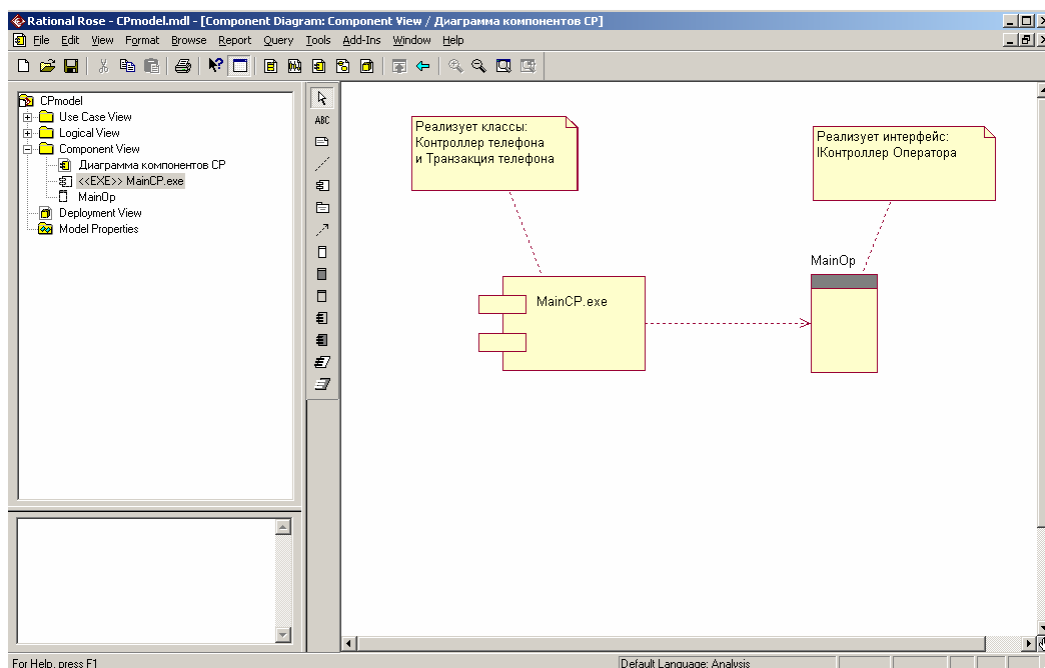 Rational Rose - CPmodel.mdl - [Component Diagram: Component View / Диаграмма компонентов CP]
File Edit View Format Browse Report Query Tools Add-Ins Window Help
CPmodel
Use Case View
Logical View
Component View
Диаграмма компонентов CP
<<EXE>> MainCP.exe
MainOp
Deployment View
Model Properties
ABC
Реализует классы:
Контроллер телефона
и Транзакция телефона
Реализует интерфейс:
IКонтроллер Оператора
MainOp
MainCP.exe
For Help, press F1
Default Language: Analysis